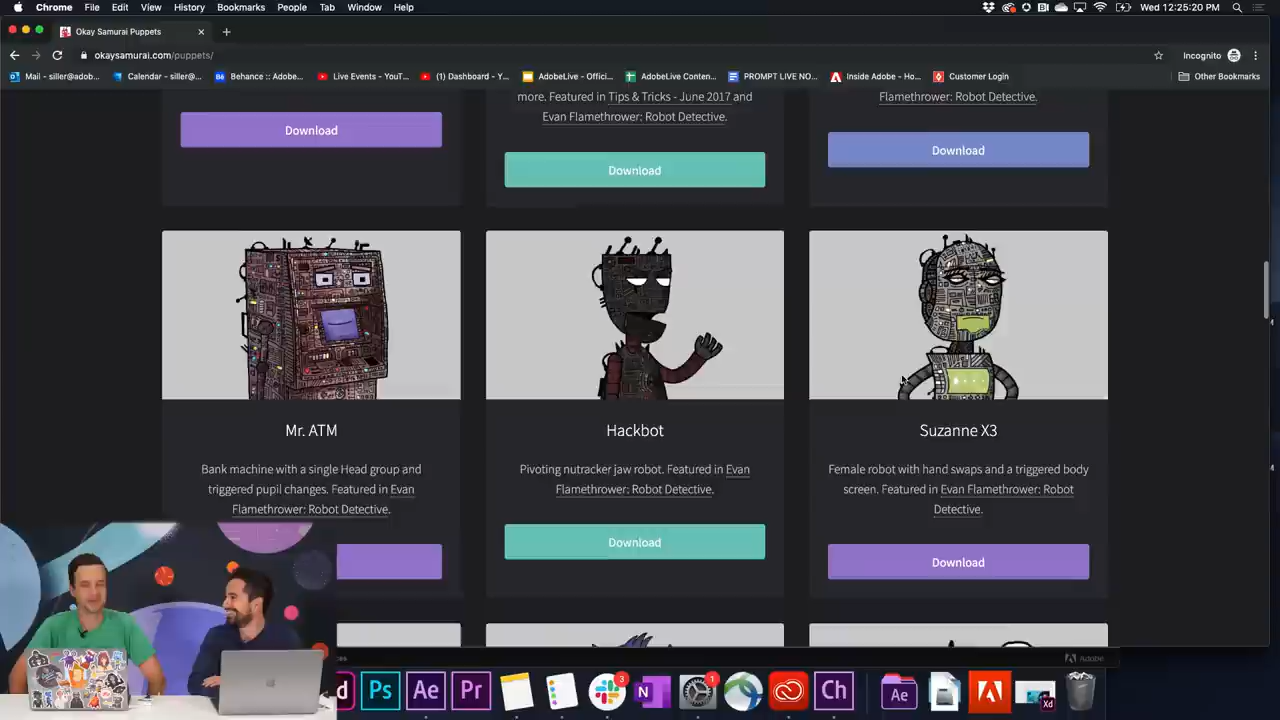 Chrome File Edit View History Bookmarks People Tab Window Help Wed 12:25:20 PM
Okay Samurai Puppets
okaysamurai.com/puppets/ Incognito
Mail - siller@adob... Calendar - siller@... Behance :: Adobe... Live Events - YouT... (1) Dashboard - Y... AdobeLive - Offici... AdobeLive Conten... PROMPT LIVE NO... Inside Adobe - Ho... Customer Login Other Bookmarks
more. Featured in Tips & Tricks - June 2017 and
Evan Flamethrower: Robot Detective.
Flamethrower: Robot Detective.
Download
Download
Download
Mr. ATM
Bank machine with a single Head group and
triggered pupil changes. Featured in Evan
Flamethrower: Robot Detective.
Hackbot
Pivoting nutracker jaw robot. Featured in Evan
Flamethrower: Robot Detective.
Download
Suzanne X3
Female robot with hand swaps and a triggered body
screen. Featured in Evan Flamethrower: Robot
Detective.
Download
Adobe
d Ps Ae Pr 3 N 1 Ch Ae Xd